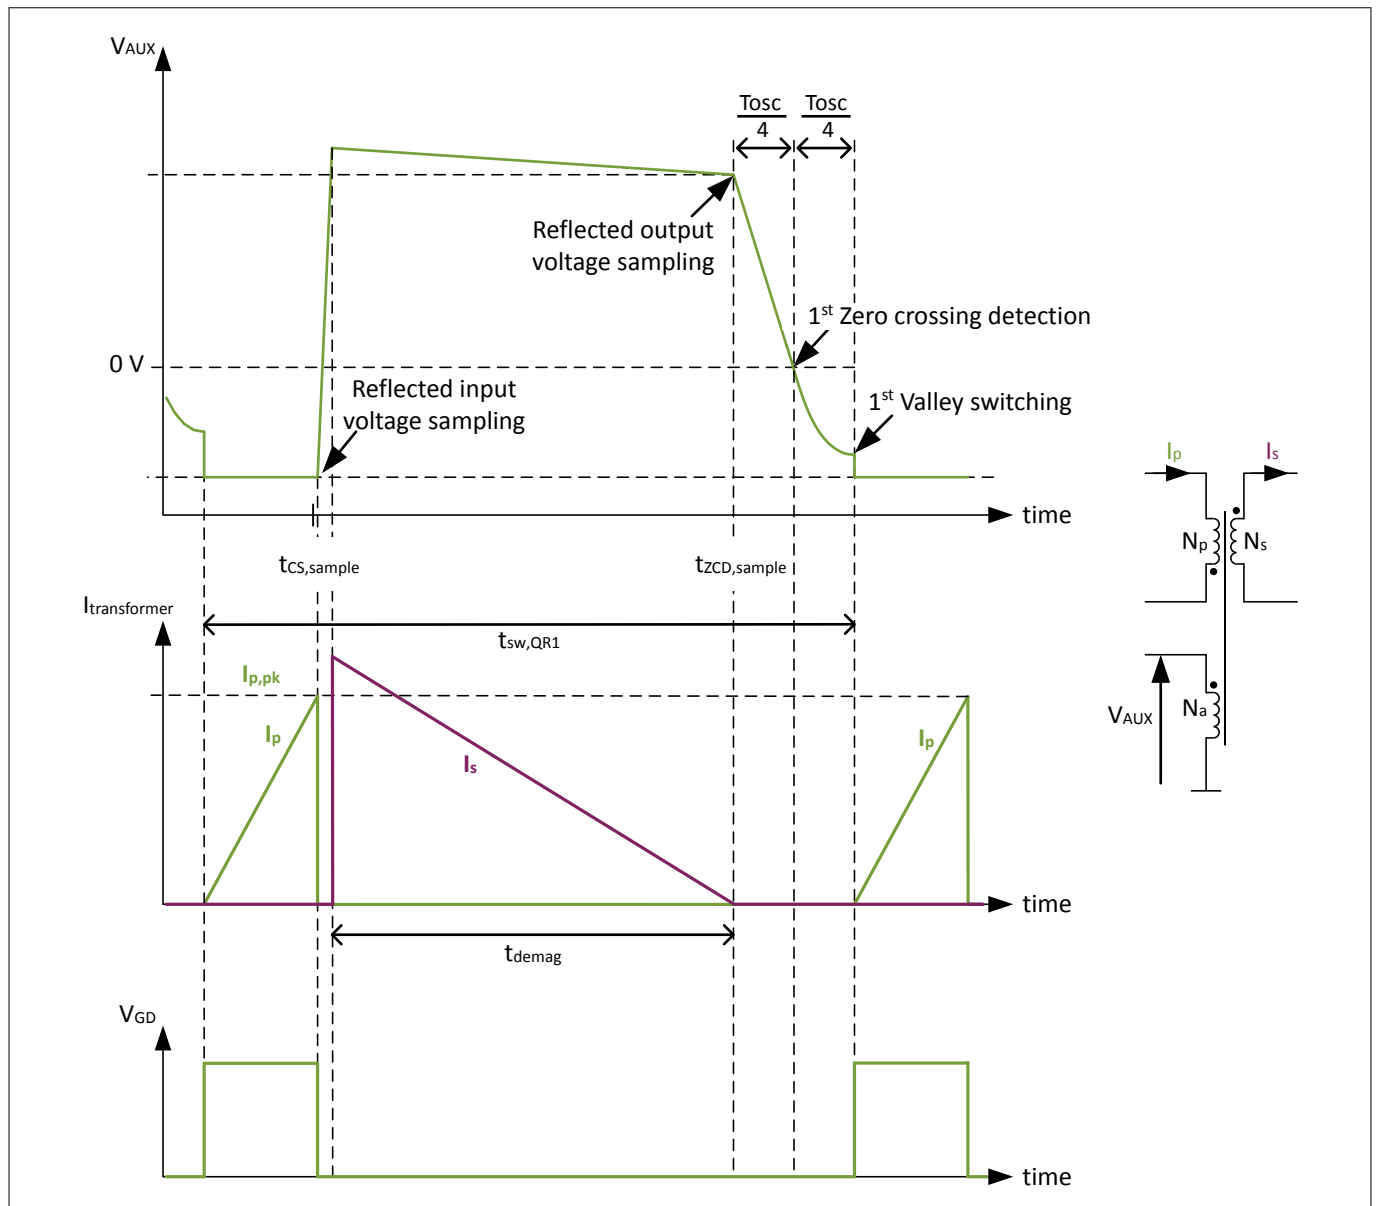 VAUX
Tosc Tosc
4 4
Reflected output
voltage sampling
1st Zero crossing detection
0 V
Reflected input
voltage sampling
1st Valley switching
time
tCS,sample
tZCD,sample
Ip Is
Np Ns
VAUX Na
Itransformer
tsw,QR1
Ip,pk
Ip
Is
Ip
time
tdemag
VGD
time